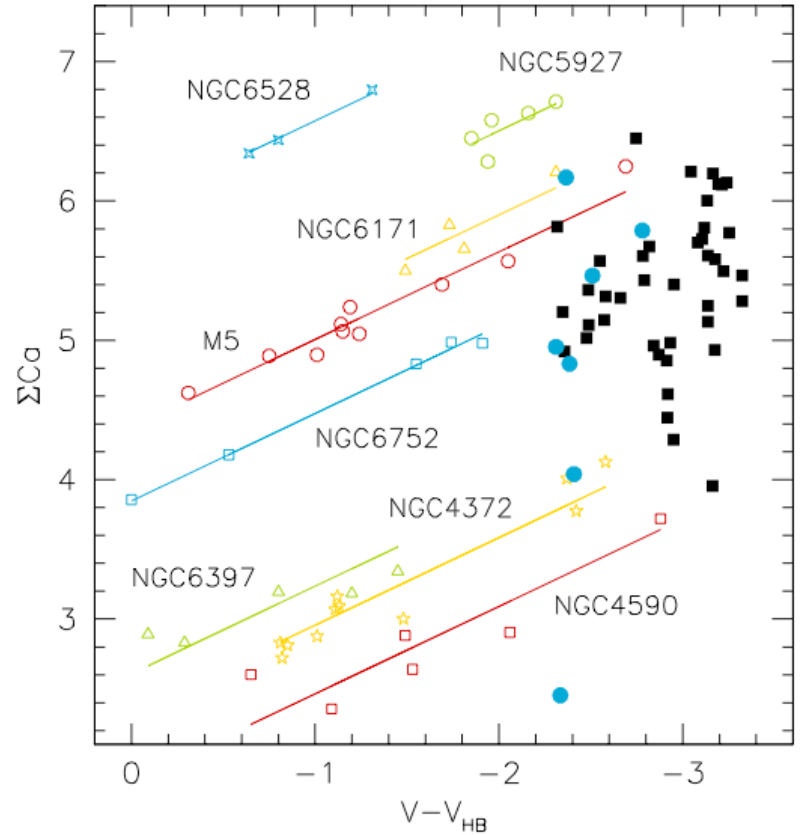 7
NGC5927
NGC6528
6
NGC6171
M5
5
ΣCa
NGC6752
4
NGC4372
NGC6397
NGC4590
3
0 -1 -2 -3
V-V_HB